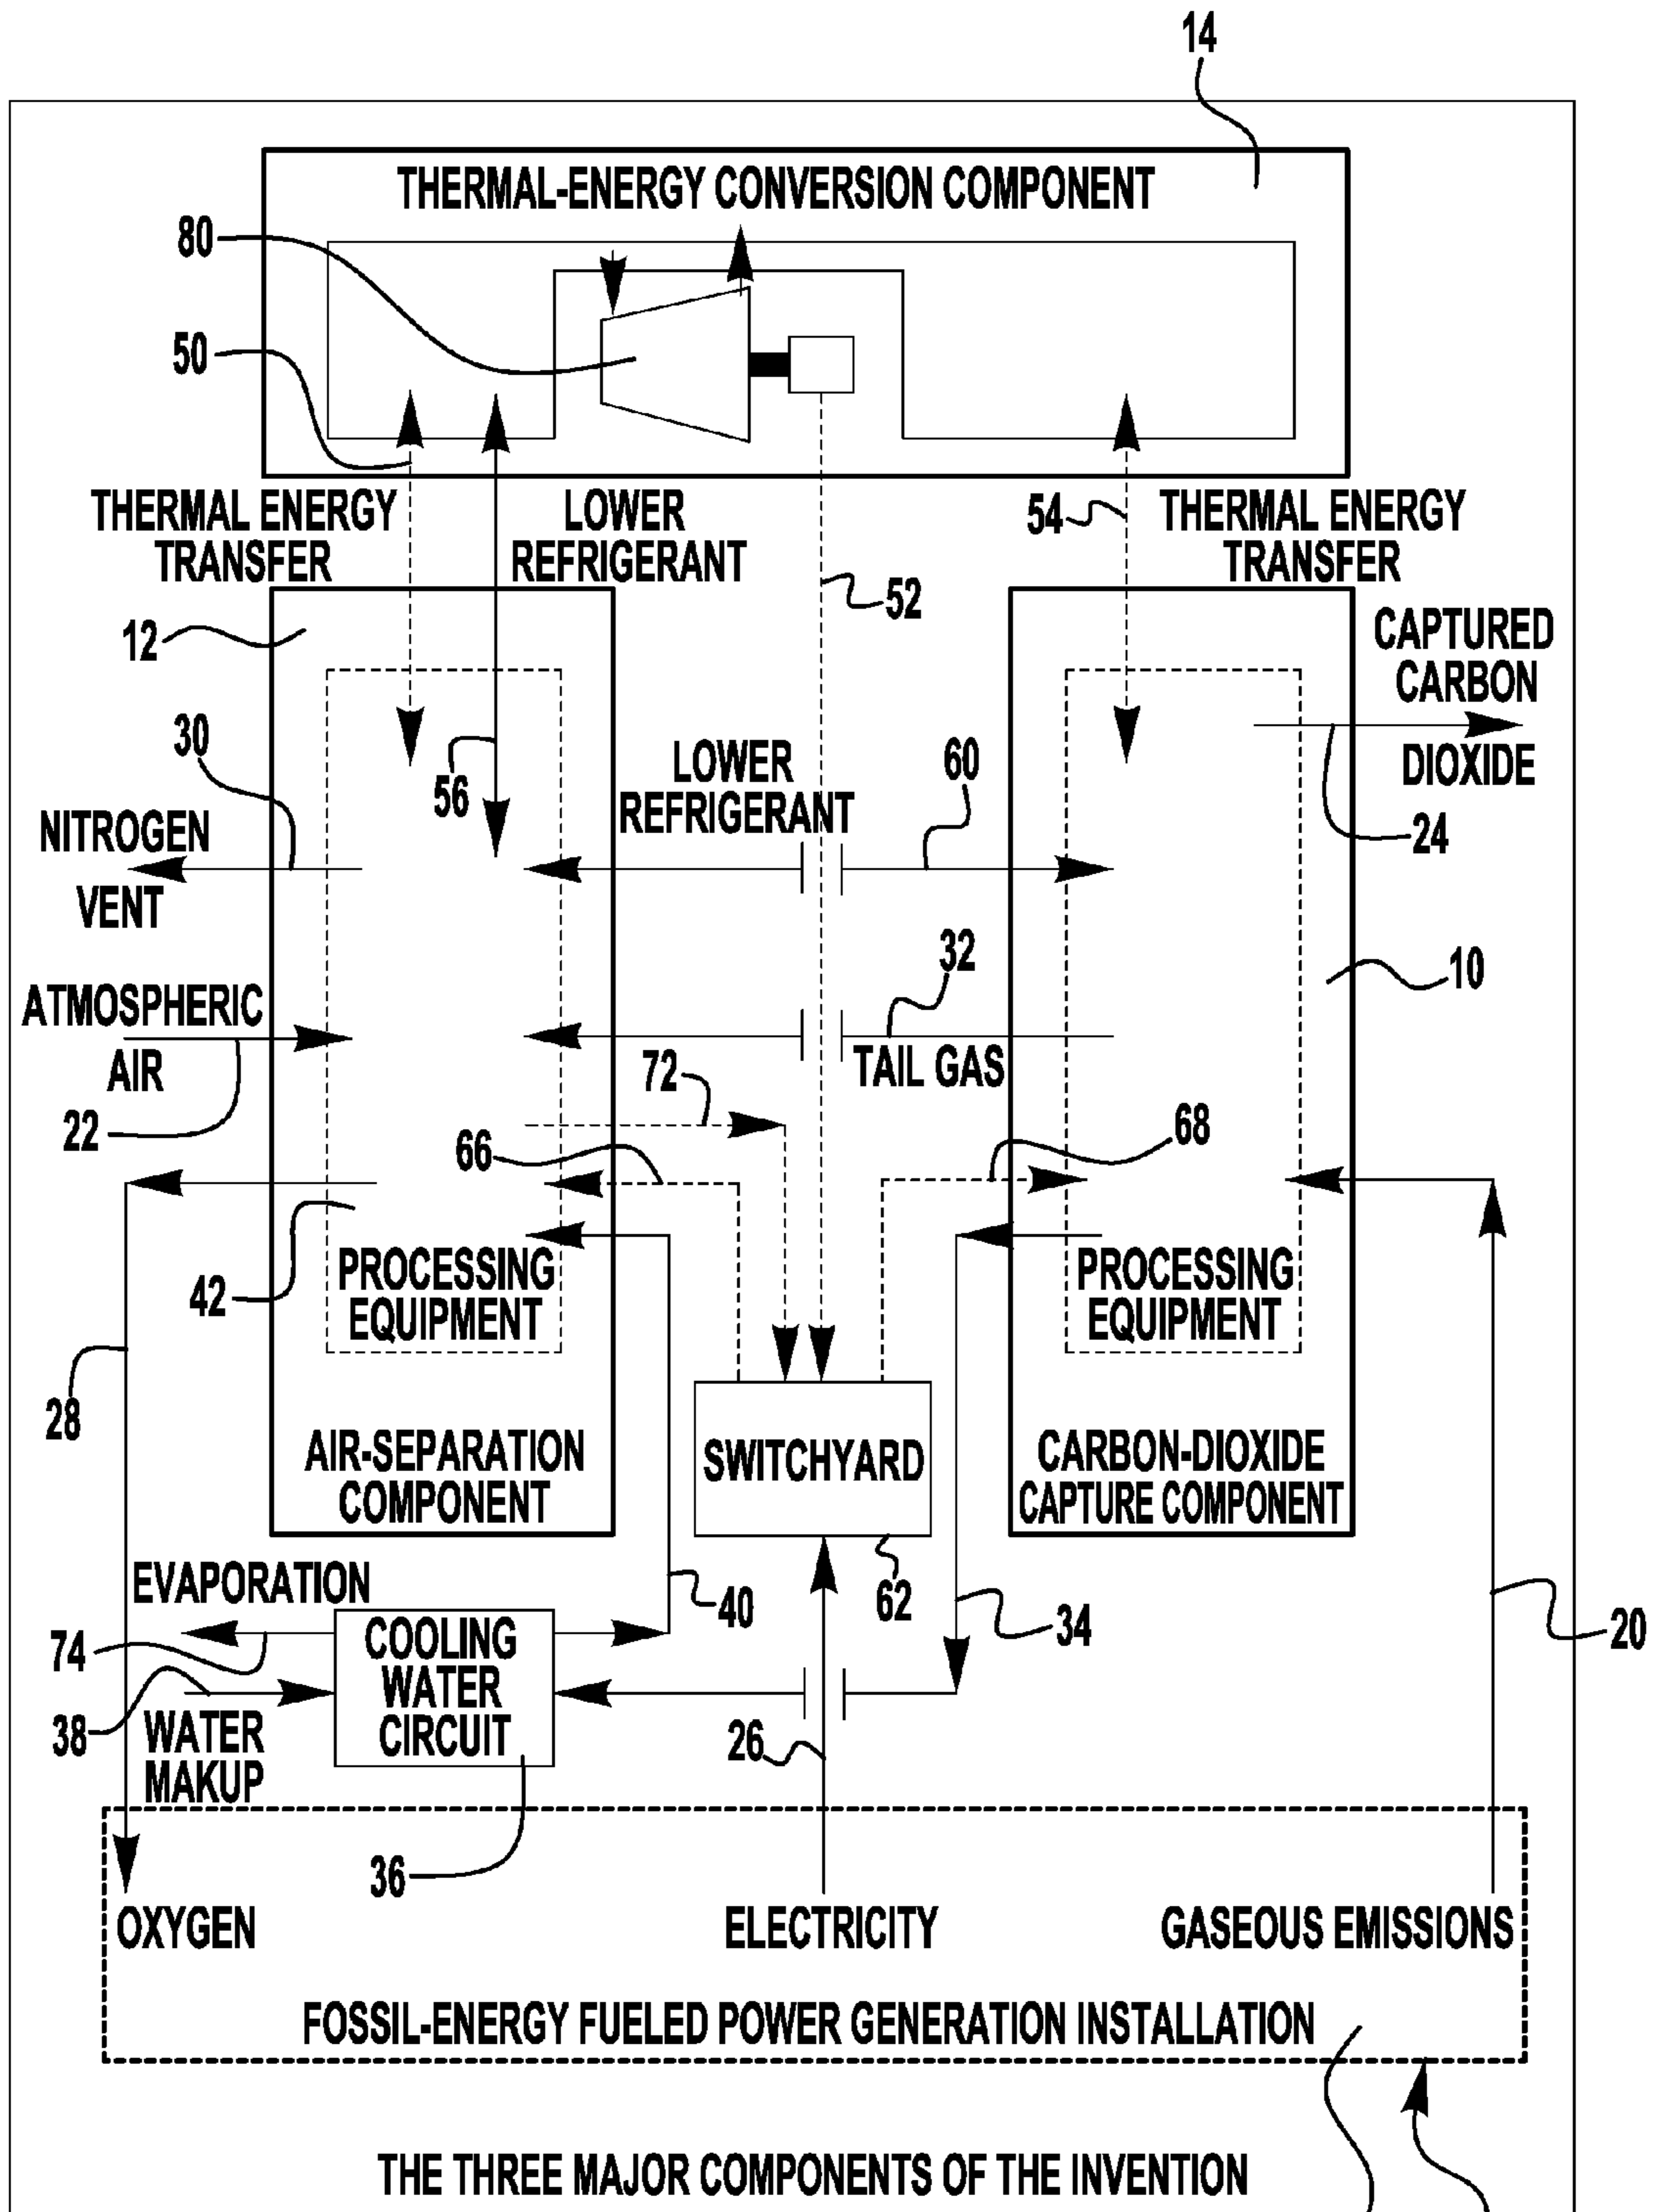 14
THERMAL-ENERGY CONVERSION COMPONENT
80
50
THERMAL ENERGY
TRANSFER
LOWER
REFRIGERANT
54
THERMAL ENERGY
TRANSFER
52
12
CAPTURED
CARBON
DIOXIDE
30
56
LOWER
REFRIGERANT
60
24
NITROGEN
VENT
32
10
ATMOSPHERIC
AIR
TAIL GAS
72
22
66
68
42
PROCESSING
EQUIPMENT
PROCESSING
EQUIPMENT
28
AIR-SEPARATION
COMPONENT
SWITCHYARD
CARBON-DIOXIDE
CAPTURE COMPONENT
EVAPORATION
40
62
34
20
74
COOLING
WATER
CIRCUIT
38
WATER
MAKUP
26
36
OXYGEN
ELECTRICITY
GASEOUS EMISSIONS
FOSSIL-ENERGY FUELED POWER GENERATION INSTALLATION
THE THREE MAJOR COMPONENTS OF THE INVENTION